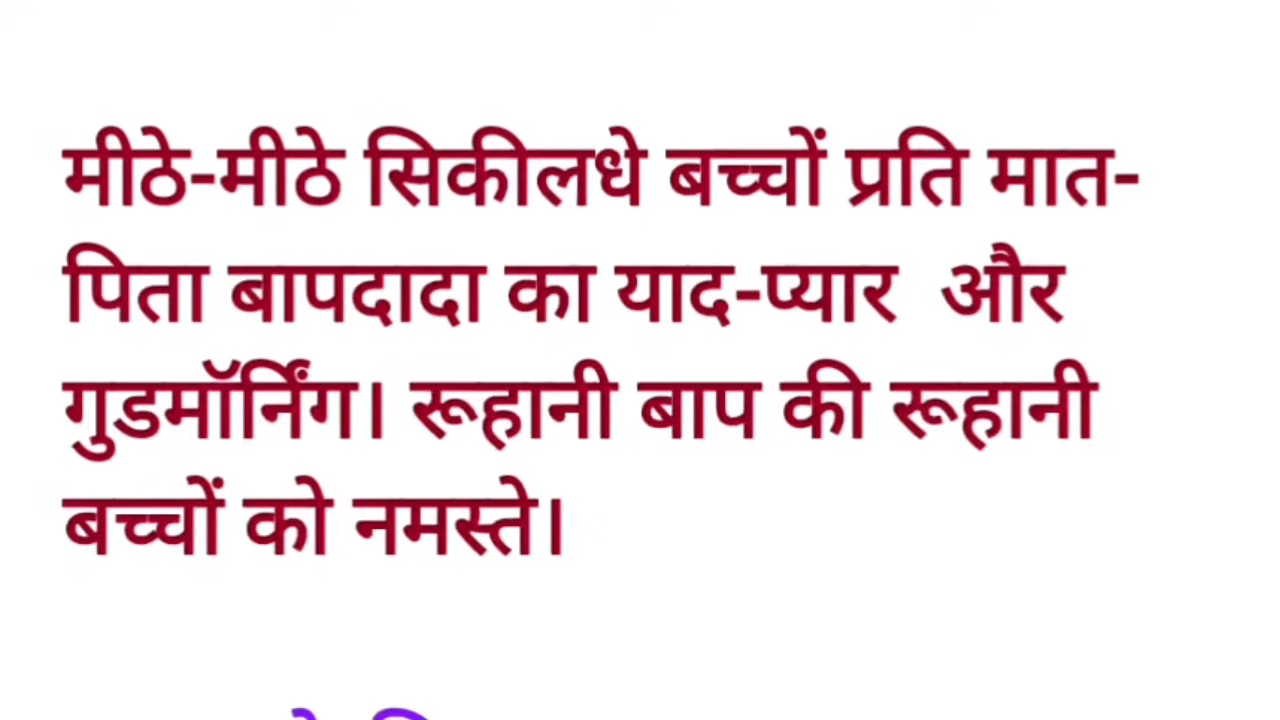 मीठे-मीठे सिकीलधे बच्चों प्रति मात-
पिता बापदादा का याद-प्यार  और
गुडमॉर्निंग। रूहानी बाप की रूहानी
बच्चों को नमस्ते।